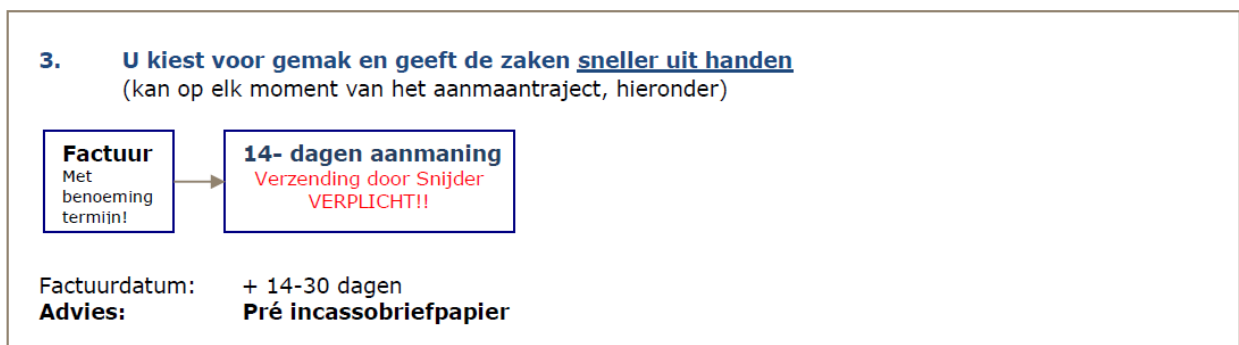 3. U kiest voor gemak en geeft de zaken sneller uit handen
(kan op elk moment van het aanmaantraject, hieronder)
Factuur
Met
benoeming
termijn!
14- dagen aanmaning
Verzending door Snijder
VERPLICHT!!
Factuurdatum: + 14-30 dagen
Advies: Pré incassobriefpapier